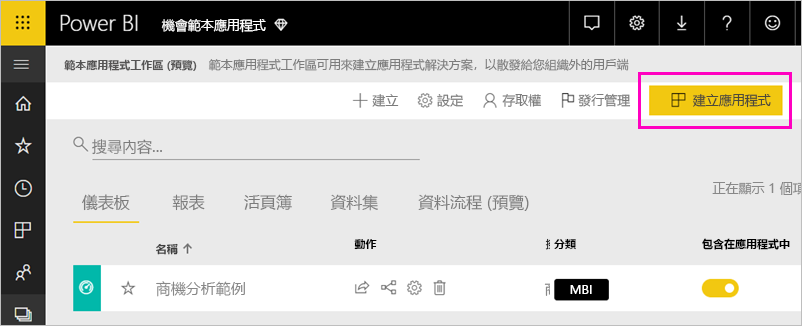 Power BI 機會範本應用程式
範本應用程式工作區 (預覽) 範本應用程式工作區可用來建立應用程式解決方案，以散發給您組織外的用戶端
建立 設定 存取權 發行管理 建立應用程式
搜尋內容...
儀表板 報表 活頁簿 資料集 資料流程 (預覽) 正在顯示 1 個項
名稱 動作 分類 包含在應用程式中
商機分析範例 MBI